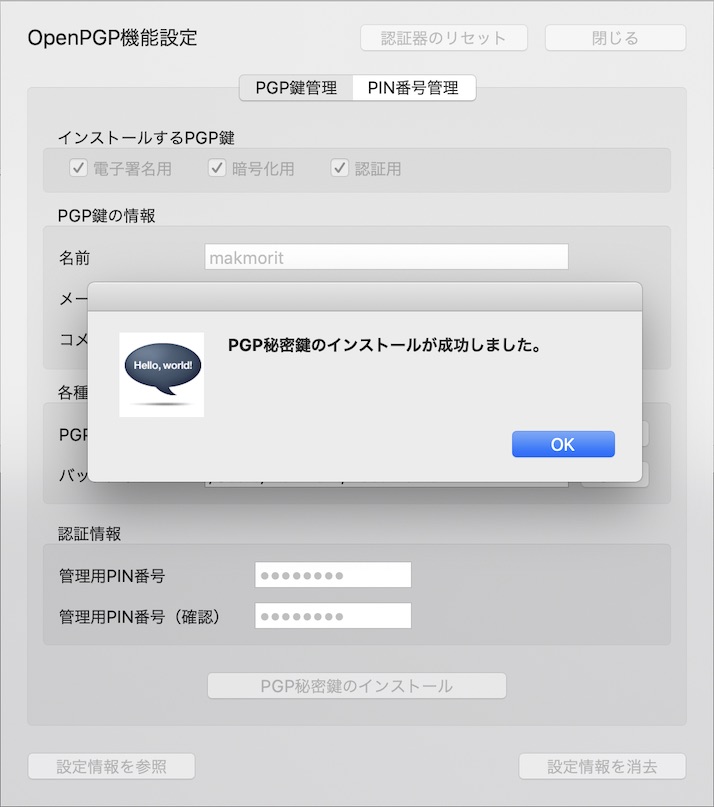 OpenPGP機能設定
認証器のリセット
閉じる
PGP鍵管理
PIN番号管理
インストールするPGP鍵
電子署名用
暗号化用
認証用
PGP鍵の情報
名前
makmorit
メー
コメ
Hello, world!
PGP秘密鍵のインストールが成功しました。
OK
各種
PGP
バッ
認証情報
管理用PIN番号
●●●●●●●●
管理用PIN番号（確認）
●●●●●●●●
PGP秘密鍵のインストール
設定情報を参照
設定情報を消去